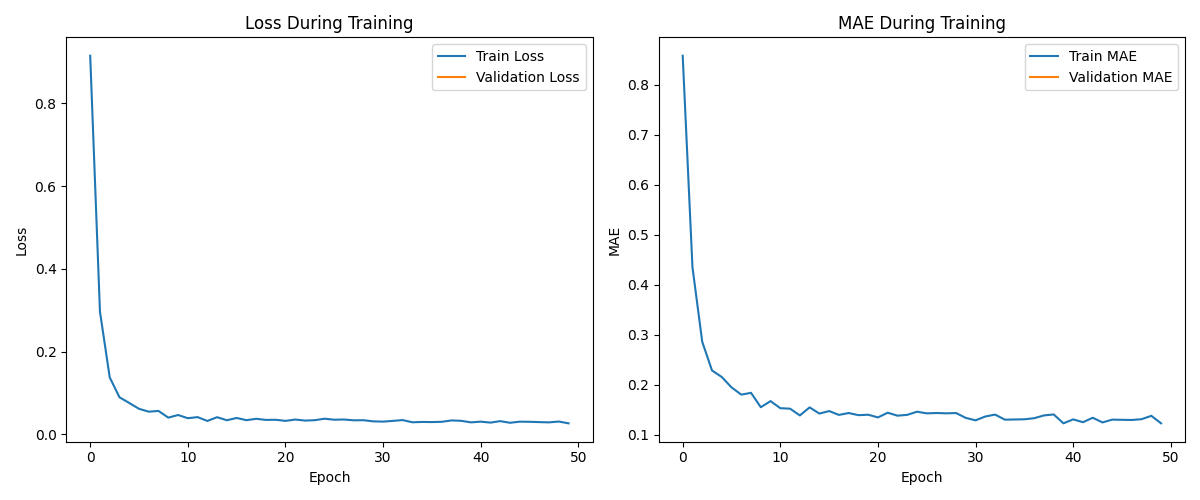 Loss During Training
Train Loss
Validation Loss
0.8
0.6
0.4
0.2
0.0
Loss
0 10 20 30 40 50
Epoch
MAE During Training
Train MAE
Validation MAE
0.8
0.7
0.6
0.5
0.4
0.3
0.2
0.1
MAE
0 10 20 30 40 50
Epoch